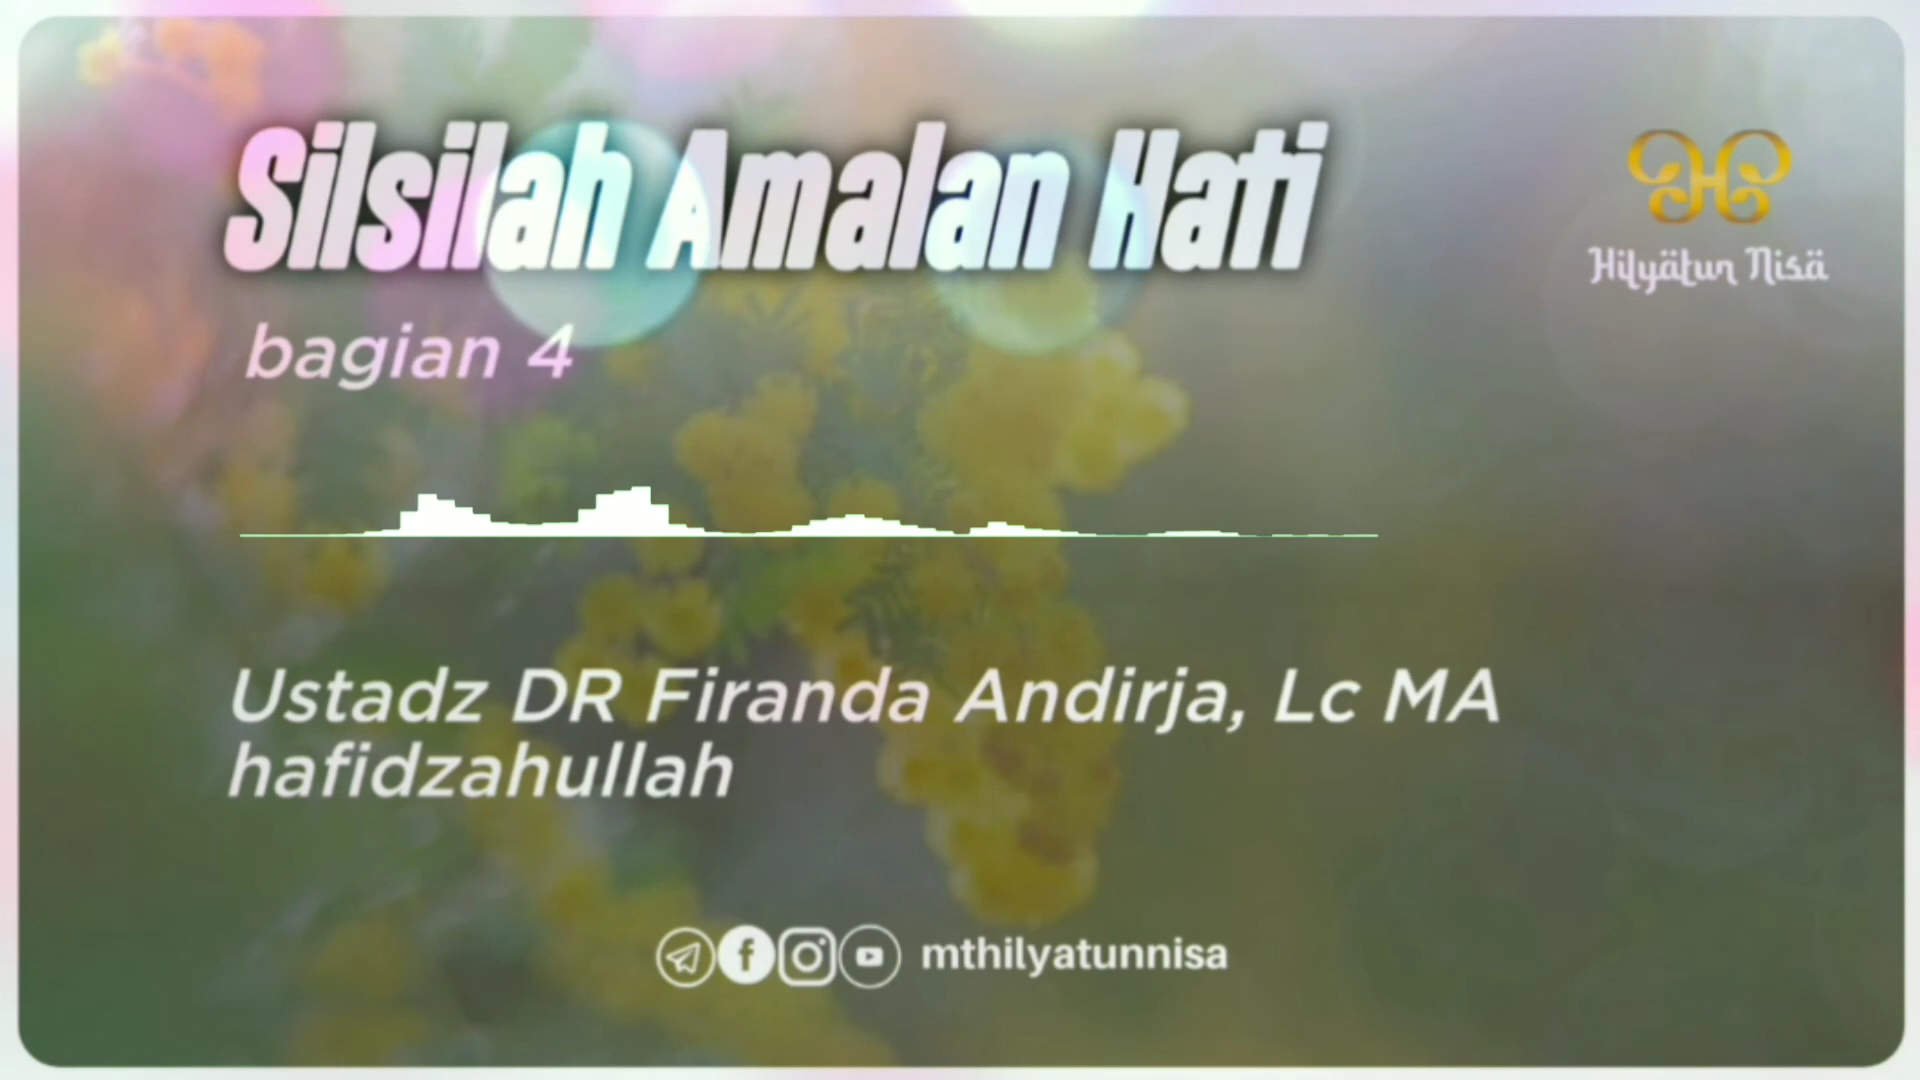 Silsilah Amalan Hati
Hilyätun Nisä
bagian 4
Ustadz DR Firanda Andirja, Lc MA
hafidzahullah
mthilyatunnisa